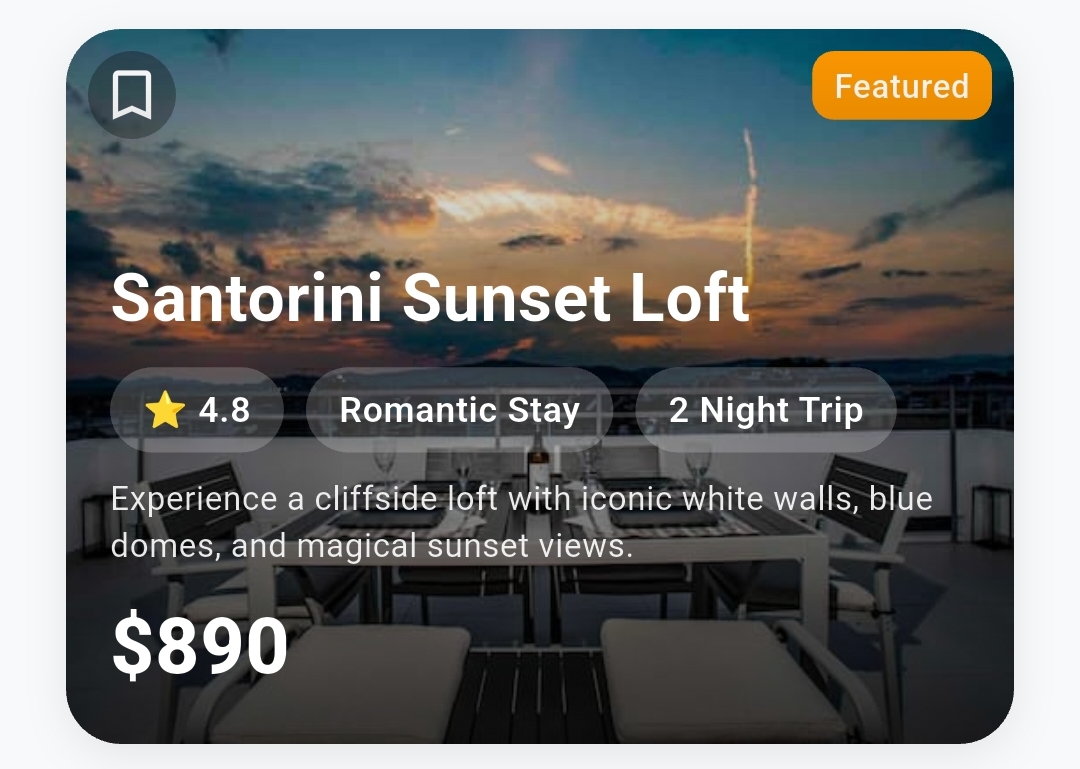 Featured
Santorini Sunset Loft
⭐ 4.8 Romantic Stay 2 Night Trip
Experience a cliffside loft with iconic white walls, blue
domes, and magical sunset views.
$890